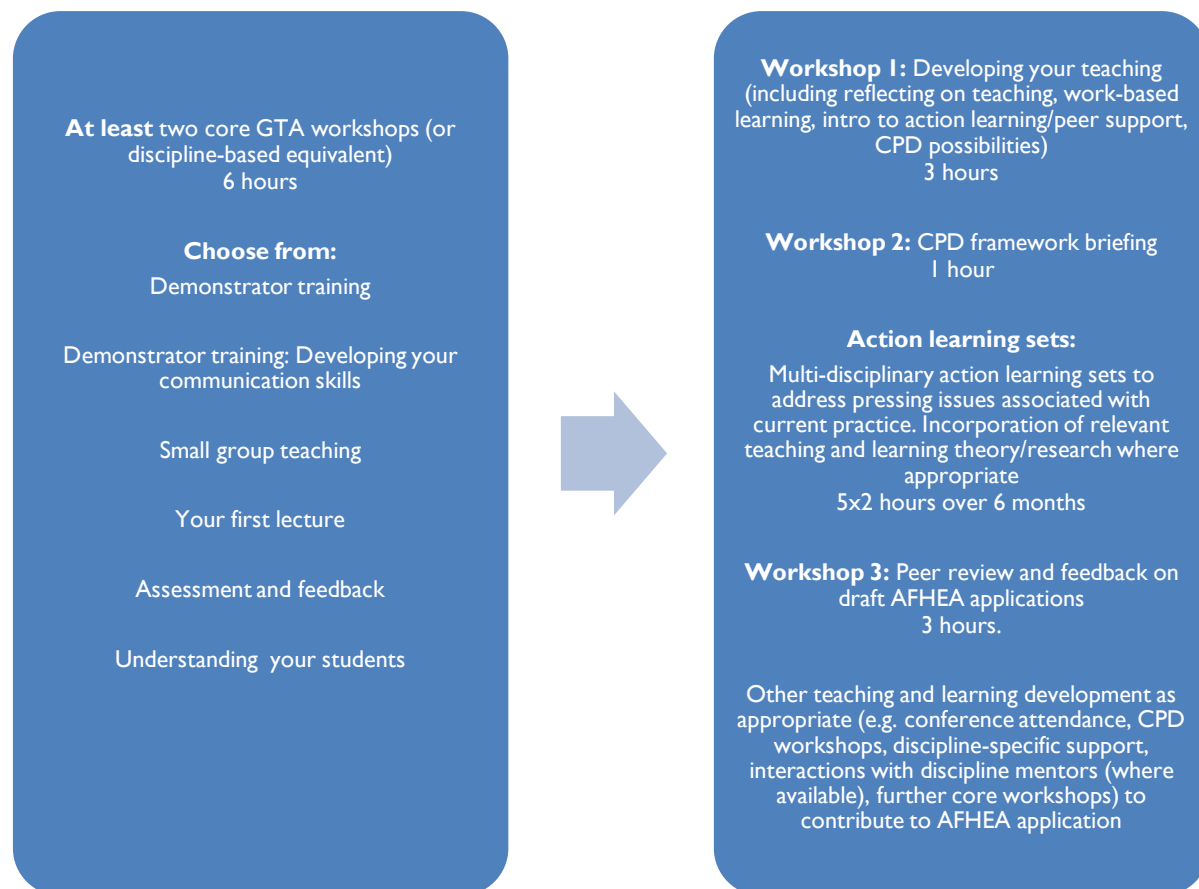 At least two core GTA workshops (or
discipline-based equivalent)
6 hours
Choose from:
Demonstrator training
Demonstrator training: Developing your
communication skills
Small group teaching
Your first lecture
Assessment and feedback
Understanding your students
Workshop 1: Developing your teaching
(including reflecting on teaching, work-based
learning, intro to action learning/peer support,
CPD possibilities)
3 hours
Workshop 2: CPD framework briefing
1 hour
Action learning sets:
Multi-disciplinary action learning sets to
address pressing issues associated with
current practice. Incorporation of relevant
teaching and learning theory/research where
appropriate
5x2 hours over 6 months
Workshop 3: Peer review and feedback on
draft AFHEA applications
3 hours.
Other teaching and learning development as
appropriate (e.g. conference attendance, CPD
workshops, discipline-specific support,
interactions with discipline mentors (where
available), further core workshops) to
contribute to AFHEA application